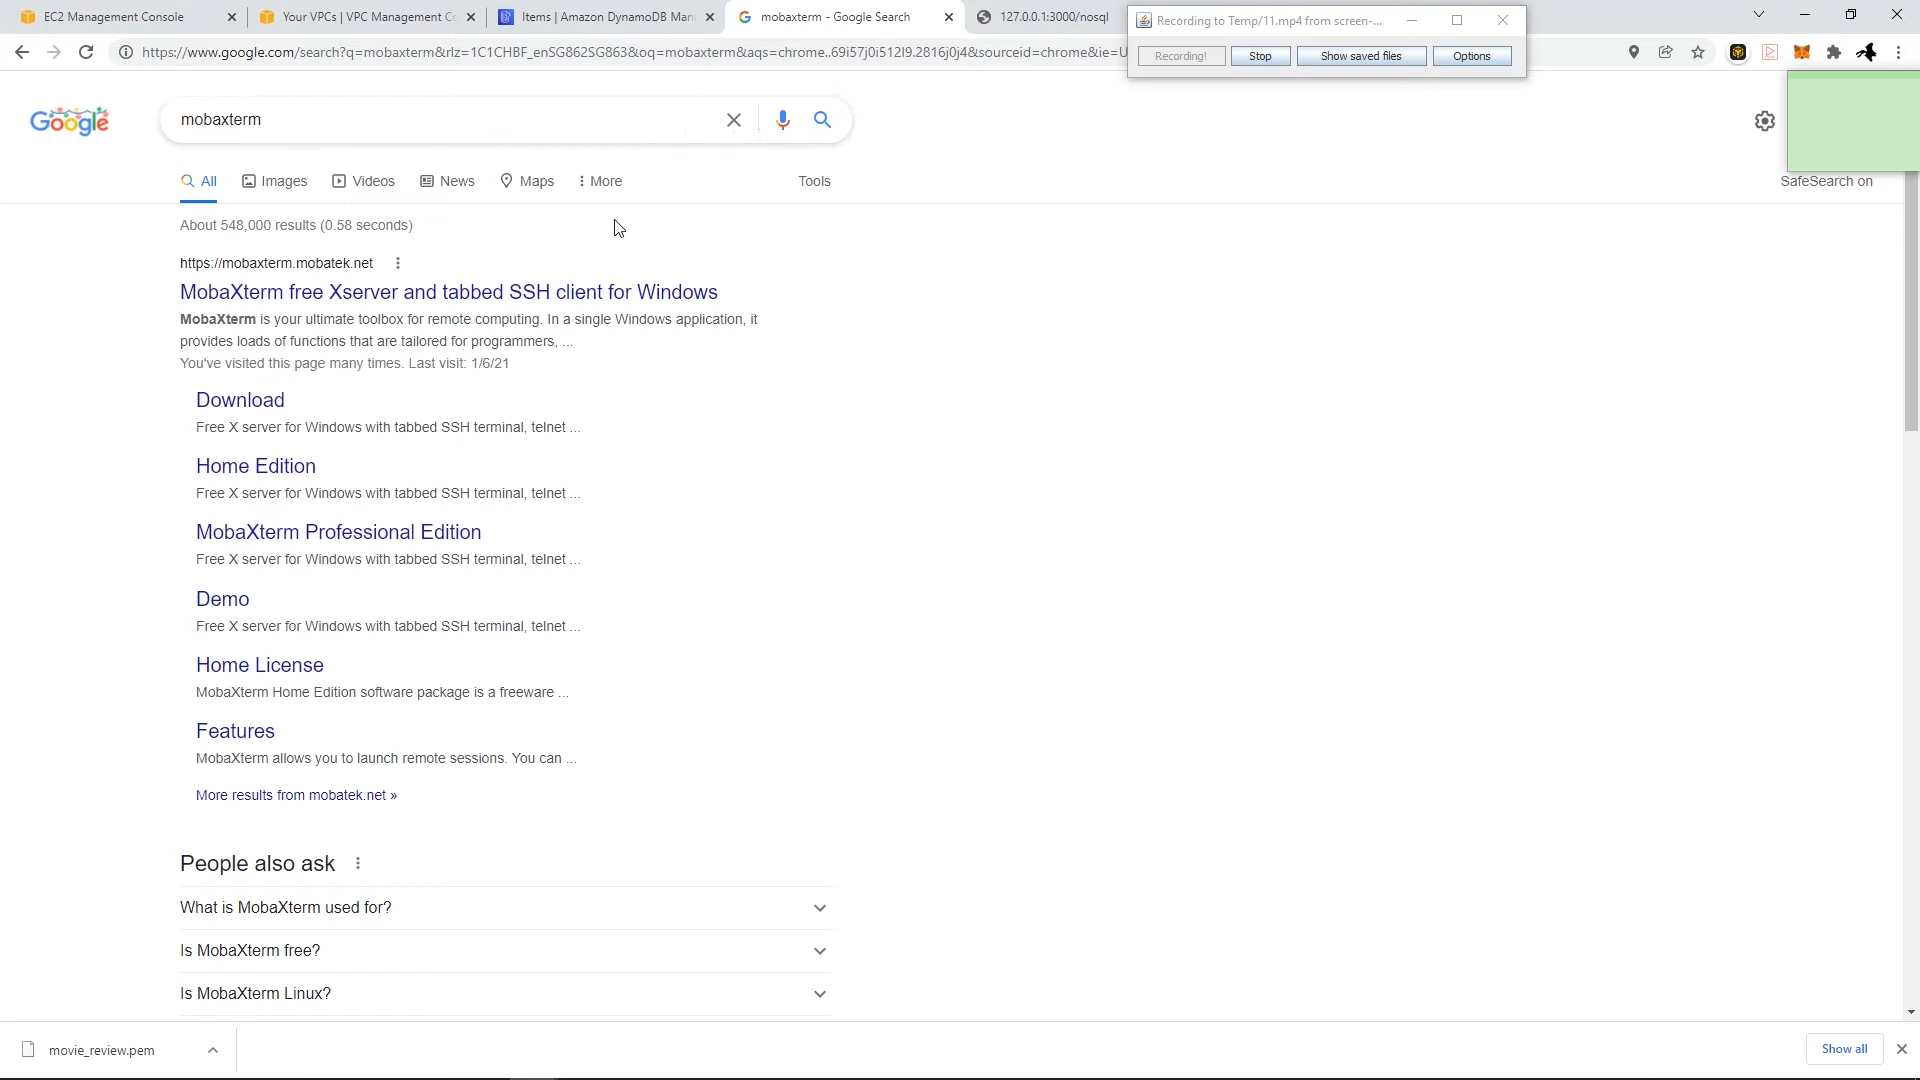 EC2 Management Console
Your VPCs | VPC Management Co
Items | Amazon DynamoDB Man
mobaxterm - Google Search
127.0.0.1:3000/nosql
Recording to Temp/11.mp4 from screen-...
https://www.google.com/search?q=mobaxterm&rlz=1C1CHBF_enSG862SG863&oq=mobaxterm&aqs=chrome..69i57j0i512l9.2816j0j4&sourceid=chrome&ie=U
Recording!
Stop
Show saved files
Options
Google
mobaxterm
All
Images
Videos
News
Maps
More
Tools
SafeSearch on
About 548,000 results (0.58 seconds)
https://mobaxterm.mobatek.net
MobaXterm free Xserver and tabbed SSH client for Windows
MobaXterm is your ultimate toolbox for remote computing. In a single Windows application, it
provides loads of functions that are tailored for programmers, ...
You've visited this page many times. Last visit: 1/6/21
Download
Free X server for Windows with tabbed SSH terminal, telnet ...
Home Edition
Free X server for Windows with tabbed SSH terminal, telnet ...
MobaXterm Professional Edition
Free X server for Windows with tabbed SSH terminal, telnet ...
Demo
Free X server for Windows with tabbed SSH terminal, telnet ...
Home License
MobaXterm Home Edition software package is a freeware ...
Features
MobaXterm allows you to launch remote sessions. You can ...
More results from mobatek.net »
People also ask
What is MobaXterm used for?
Is MobaXterm free?
Is MobaXterm Linux?
movie_review.pem
Show all